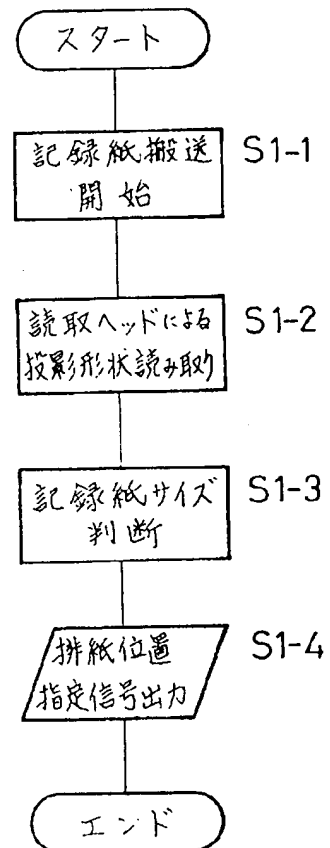 スタート
記録紙搬送 S1-1
開始
読取ヘッドによる S1-2
投影形状読み取り
記録紙サイズ S1-3
判断
排紙位置 S1-4
指定信号出力
エンド